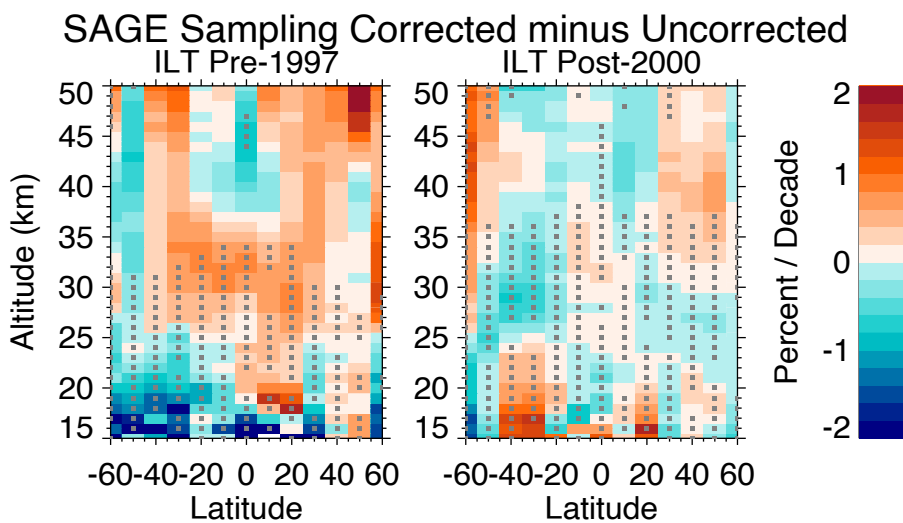 SAGE Sampling Corrected minus Uncorrected
ILT Pre-1997
ILT Post-2000
50
45
40
35
30
25
20
15
Altitude (km)
-60 -40 -20 0 20 40 60
Latitude
50
45
40
35
30
25
20
15
-60 -40 -20 0 20 40 60
Latitude
2
1
0
-1
-2
Percent / Decade